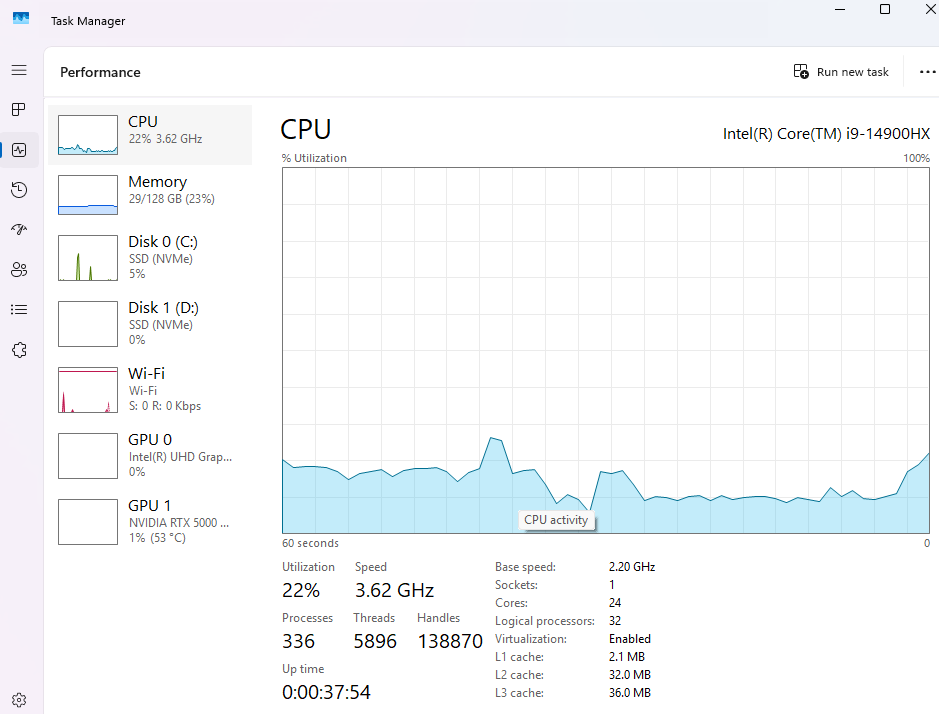 Task Manager
Performance
Run new task
CPU
22% 3.62 GHz
Memory
29/128 GB (23%)
Disk 0 (C:)
SSD (NVMe)
5%
Disk 1 (D:)
SSD (NVMe)
0%
Wi-Fi
Wi-Fi
S: 0 R: 0 Kbps
GPU 0
Intel(R) UHD Grap...
0%
GPU 1
NVIDIA RTX 5000 ...
1% (53 °C)
CPU
Intel(R) Core(TM) i9-14900HX
% Utilization
100%
CPU activity
60 seconds
0
Utilization
Speed
22%
3.62 GHz
Processes
Threads
Handles
336
5896
138870
Up time
0:00:37:54
Base speed: 2.20 GHz
Sockets: 1
Cores: 24
Logical processors: 32
Virtualization: Enabled
L1 cache: 2.1 MB
L2 cache: 32.0 MB
L3 cache: 36.0 MB